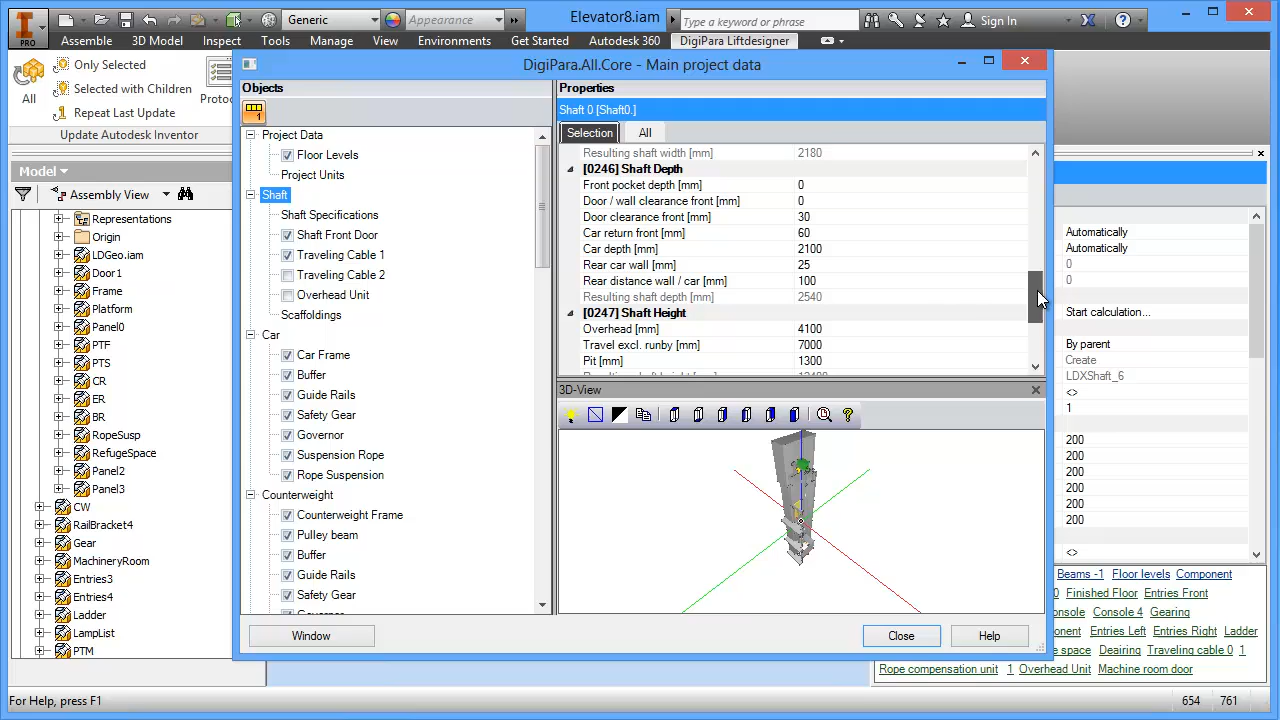 Elevator8.iam
PRO
Generic
Appearance
Type a keyword or phrase
Sign In
Assemble
3D Model
Inspect
Tools
Manage
View
Environments
Get Started
Autodesk 360
DigiPara Liftdesigner
All
Only Selected
Selected with Children
Repeat Last Update
Update Autodesk Inventor
DigiPara.All.Core - Main project data
Model
Assembly View
Representations
Origin
LDGeo.iam
Door1
Frame
Platform
Panel0
PTF
PTS
CR
ER
BR
RopeSusp
RefugeSpace
Panel2
Panel3
CW
RailBracket4
Gear
MachineryRoom
Entries3
Entries4
Ladder
LampList
PTM
Objects
1
Project Data
Floor Levels
Project Units
Shaft
Shaft Specifications
Shaft Front Door
Traveling Cable 1
Traveling Cable 2
Overhead Unit
Scaffoldings
Car
Car Frame
Buffer
Guide Rails
Safety Gear
Governor
Suspension Rope
Rope Suspension
Counterweight
Counterweight Frame
Pulley beam
Buffer
Guide Rails
Safety Gear
Properties
Shaft 0 [Shaft0.]
Selection
All
Resulting shaft width [mm] 2180
[0246] Shaft Depth
Front pocket depth [mm] 0
Door / wall clearance front [mm] 0
Door clearance front [mm] 30
Car return front [mm] 60
Car depth [mm] 2100
Rear car wall [mm] 25
Rear distance wall / car [mm] 100
Resulting shaft depth [mm] 2540
[0247] Shaft Height
Overhead [mm] 4100
Travel excl. runby [mm] 7000
Pit [mm] 1300
3D-View
Window
Close
Help
Automatically
Automatically
0
0
Start calculation...
By parent
Create
LDXShaft_6
<>
1
200
200
200
200
200
200
<>
Beams -1 Floor levels Component
Finished Floor Entries Front
Console 4 Gearing
Entries Left Entries Right Ladder
Deairing Traveling cable 0 1
Rope compensation unit 1 Overhead Unit Machine room door
For Help, press F1
654
761